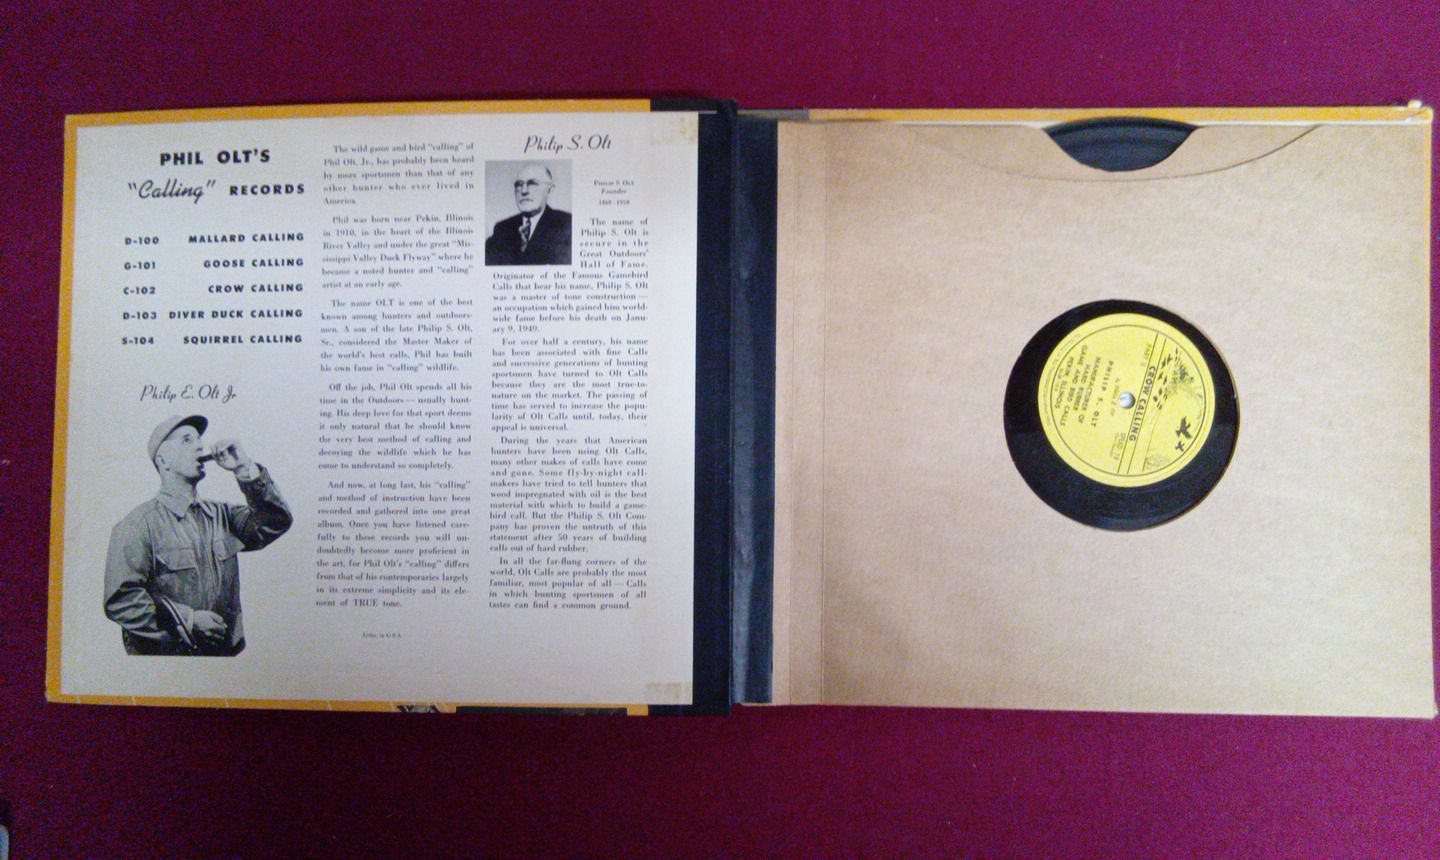 PHIL OLT'S
"Calling" RECORDS
D-100 MALLARD CALLING
G-101 GOOSE CALLING
C-102 CROW CALLING
D-103 DIVER DUCK CALLING
S-104 SQUIRREL CALLING
Philip E. Olt Jr
The wild game and bird "calling" of
Phil Olt, Jr., has probably been heard
by more sportsmen than that of any
other hunter who ever lived in
America.
Phil was born near Pekin, Illinois
in 1910, in the heart of the Illinois
River Valley and under the great "Mis-
sissippi Valley Duck Flyway" where he
became a noted hunter and "calling"
artist at an early age.
The name OLT is one of the best
known among hunters and outdoors-
men. A son of the late Philip S. Olt,
Sr., considered the Master Maker of
the world's best calls, Phil has built
his own fame in "calling" wildlife.
Off the job, Phil Olt spends all his
time in the Outdoors — usually hunt-
ing. His deep love for that sport deems
it only natural that he should know
the very best method of calling and
decoying the wildlife which he has
come to understand so completely.
And now, at long last, his "calling"
and method of instruction have been
recorded and gathered into one great
album. Once you have listened care-
fully to these records you will un-
doubtedly become more proficient in
the art, for Phil Olt's "calling" differs
from that of his contemporaries largely
in its extreme simplicity and its ele-
ment of TRUE tone.
Litho. in U.S.A.
Philip S. Olt
Philip S. Olt
Founder
The name of
Philip S. Olt is
secure in the
Great Outdoors'
Hall of Fame.
Originator of the Famous Gamebird
Calls that bear his name, Philip S. Olt
was a master of tone construction —
an occupation which gained him world-
wide fame before his death on Janu-
ary 9, 1949.
For over half a century, his name
has been associated with fine Calls
and successive generations of hunting
sportsmen have turned to Olt Calls
because they are the most true-to-
nature on the market. The passing of
time has served to increase the popu-
larity of Olt Calls until, today, their
appeal is universal.
During the years that American
hunters have been using Olt Calls,
many other makes of calls have come
and gone. Some fly-by-night call-
makers have tried to tell hunters that
wood impregnated with oil is the best
material with which to build a game-
bird call. But the Philip S. Olt Com-
pany has proven the untruth of this
statement after 50 years of building
calls out of hard rubber.
In all the far-flung corners of the
world, Olt Calls are probably the most
familiar, most popular of all — Calls
in which hunting sportsmen of all
tastes can find a common ground.
CROW CALLING
PHILIP S. OLT
MANUFACTURER OF
HARD RUBBER
GAME AND BIRD CALLS
PEKIN, ILLINOIS